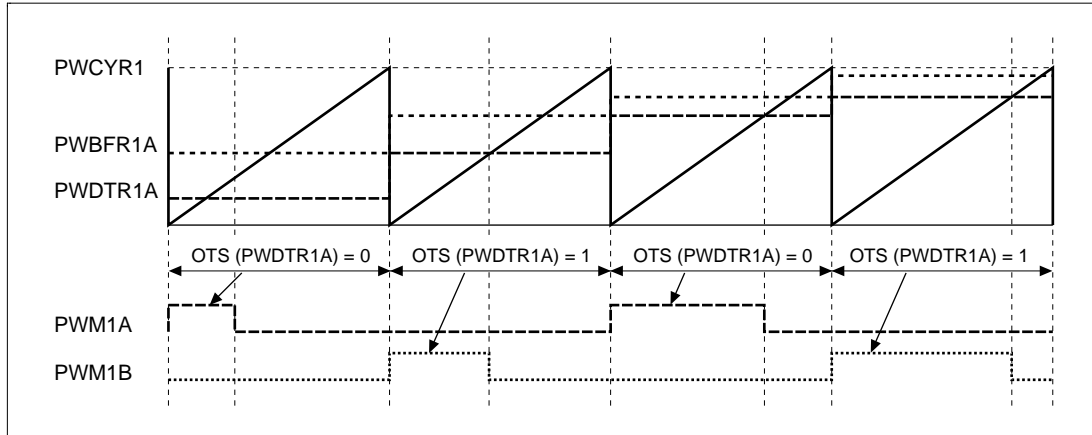 PWCYR1
PWBFR1A
PWDTR1A
OTS (PWDTR1A) = 0 OTS (PWDTR1A) = 1 OTS (PWDTR1A) = 0 OTS (PWDTR1A) = 1
PWM1A
PWM1B